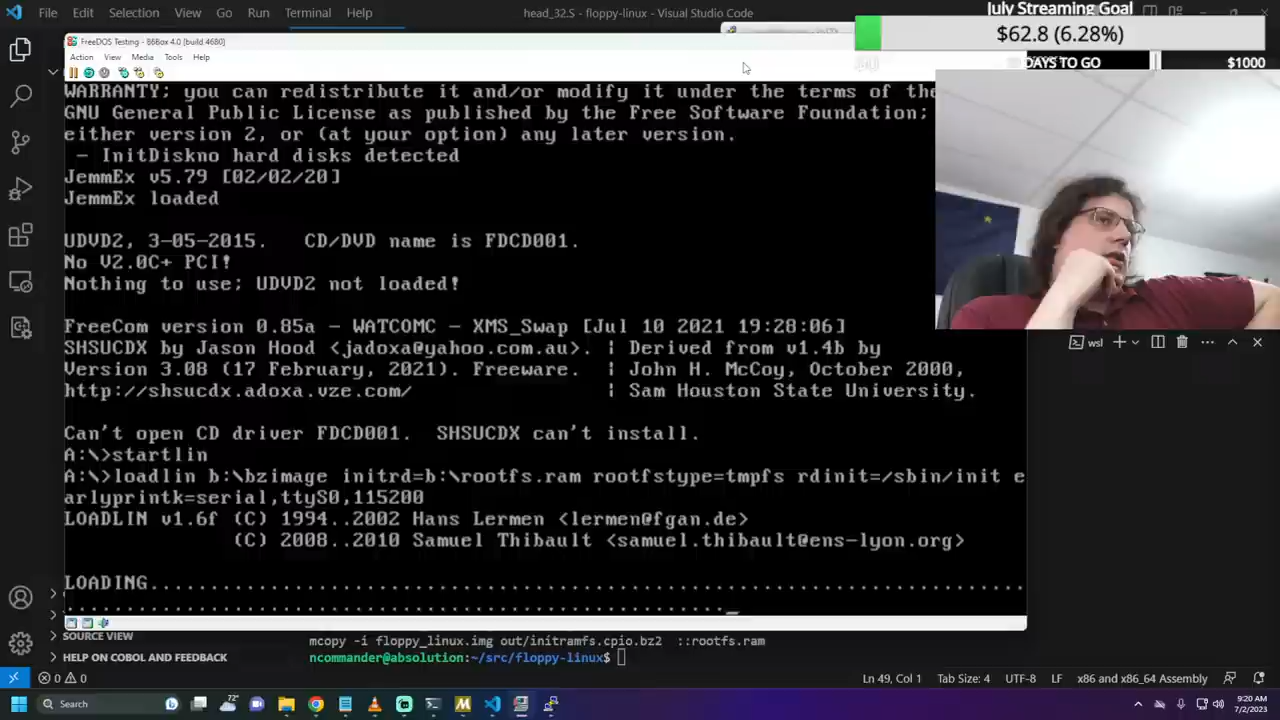 File Edit Selection View Go Run Terminal Help
head_32.S - floppy-linux - Visual Studio Code
July Streaming Goal
$62.8 (6.28%)
DAYS TO GO
$1000
FreeDOS Testing - 86Box 4.0 [build 4680]
Action View Media Tools Help
WARRANTY; you can redistribute it and/or modify it under the terms of the
GNU General Public License as published by the Free Software Foundation;
either version 2, or (at your option) any later version.
- InitDiskno hard disks detected
JemmEx v5.79 [02/02/20]
JemmEx loaded
UDVD2, 3-05-2015. CD/DVD name is FDCD001.
No V2.0C+ PCI!
Nothing to use; UDVD2 not loaded!
FreeCom version 0.85a - WATCOMC - XMS_Swap [Jul 10 2021 19:28:06]
SHSUCDX by Jason Hood <jadoxa@yahoo.com.au>. | Derived from v1.4b by
Version 3.08 (17 February, 2021). Freeware. | John H. McCoy, October 2000,
http://shsucdx.adoxa.vze.com/ | Sam Houston State University.
Can't open CD driver FDCD001. SHSUCDX can't install.
A:\>startlin
A:\>loadlin b:\bzimage initrd=b:\rootfs.ram rootfstype=tmpfs rdinit=/sbin/init e
arlyprintk=serial,ttyS0,115200
LOADLIN v1.6f (C) 1994..2002 Hans Lermen <lermen@fgan.de>
(C) 2008..2010 Samuel Thibault <samuel.thibault@ens-lyon.org>
LOADING...............................................................................
............................................
wsl
SOURCE VIEW
HELP ON COBOL AND FEEDBACK
mcopy -i floppy_linux.img out/initramfs.cpio.bz2 ::rootfs.ram
ncommander@absolution:~/src/floppy-linux$
0 0
Ln 49, Col 1 Tab Size: 4 UTF-8 LF x86 and x86_64 Assembly
Search
72°
9:20 AM
7/2/2023